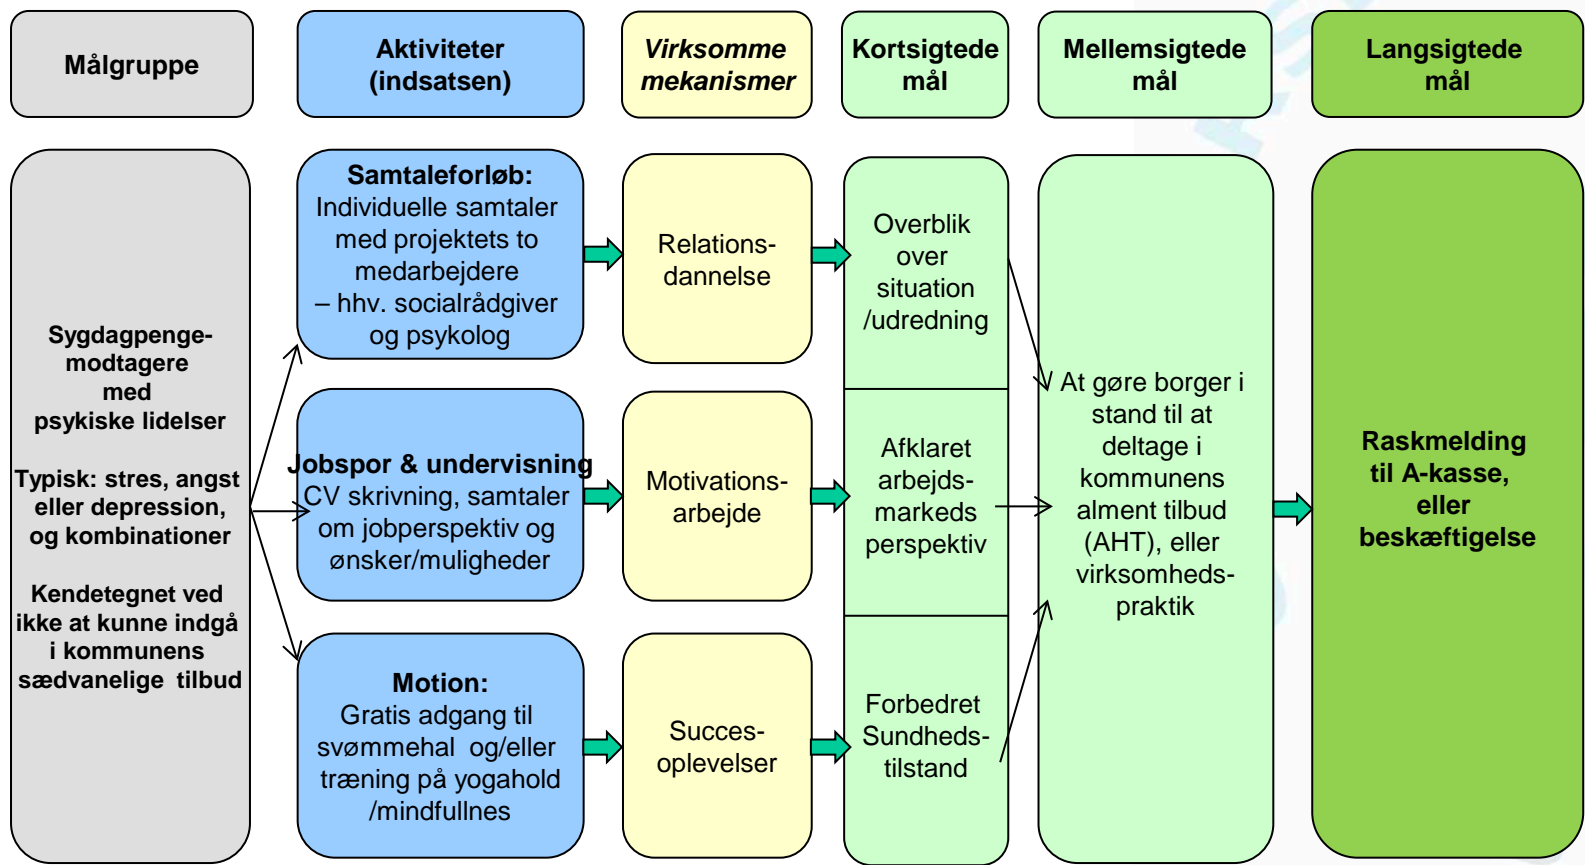 Målgruppe
Aktiviteter
(indsatsen)
Virksomme
mekanismer
Kortsigtede
mål
Mellemsigtede
mål
Langsigtede
mål
Sygdagpenge-
modtagere
med
psykiske lidelser
Typisk: stres, angst
eller depression,
og kombinationer
Kendetegnet ved
ikke at kunne indgå
i kommunens
sædvanelige tilbud
Samtaleforløb:
Individuelle samtaler
med projektets to
medarbejdere
– hhv. socialrådgiver
og psykolog
Jobspor & undervisning
CV skrivning, samtaler
om jobperspektiv og
ønsker/muligheder
Motion:
Gratis adgang til
svømmehal og/eller
træning på yogahold
/mindfullnes
Relations-
dannelse
Motivations-
arbejde
Succes-
oplevelser
Overblik
over
situation
/udredning
Afklaret
arbejds-
markeds
perspektiv
Forbedret
Sundheds-
tilstand
At gøre borger i
stand til at
deltage i
kommunens
alment tilbud
(AHT), eller
virksomheds-
praktik
Raskmelding
til A-kasse,
eller
beskæftigelse